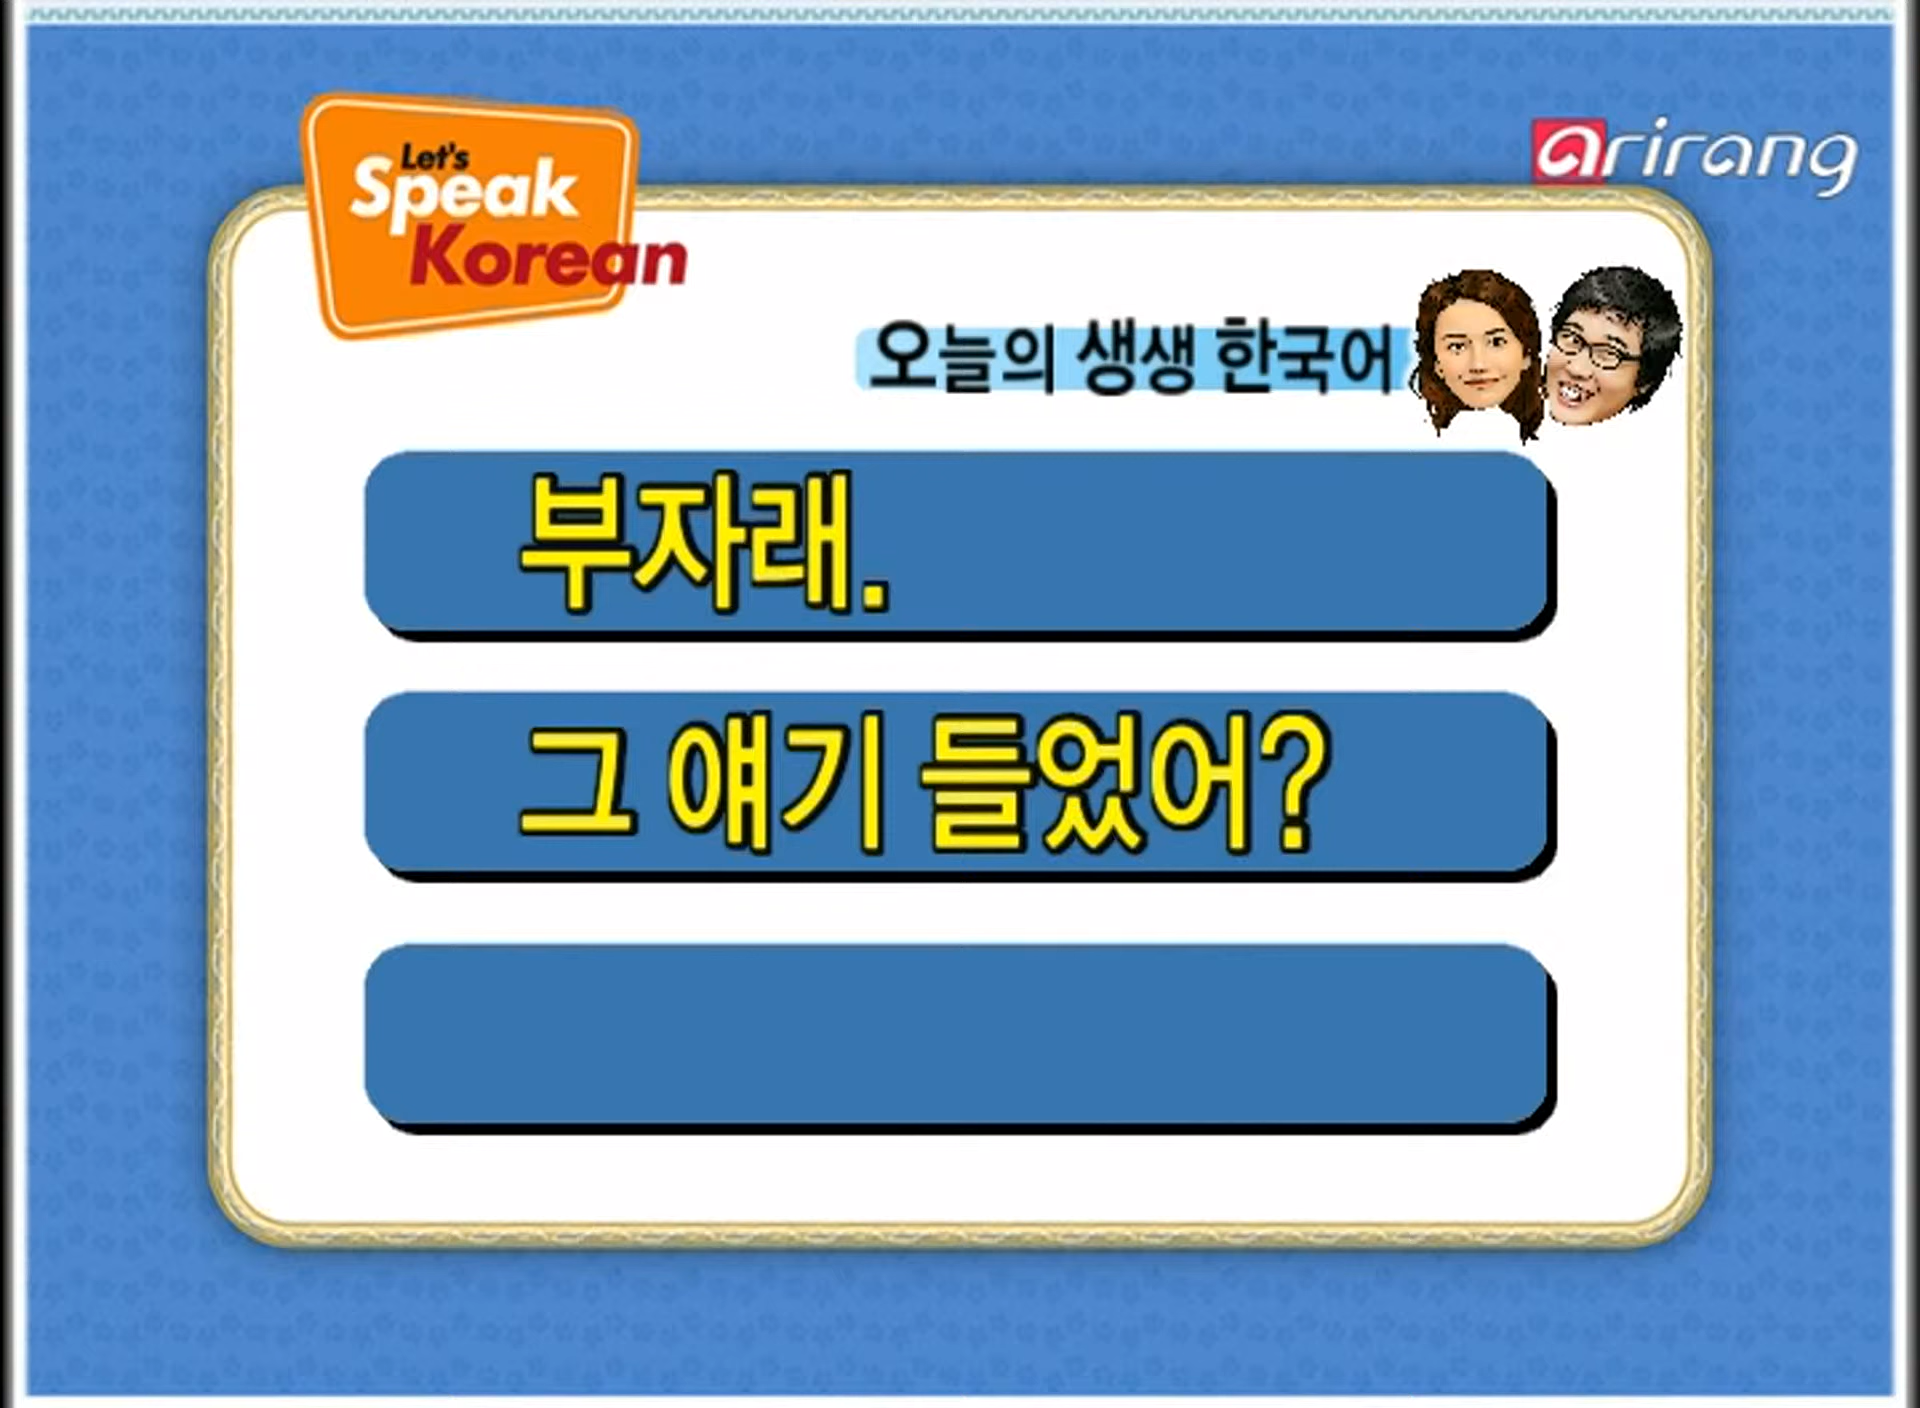 Let's
Speak
Korean
arirang
오늘의 생생 한국어
부자래.
그 얘기 들었어?